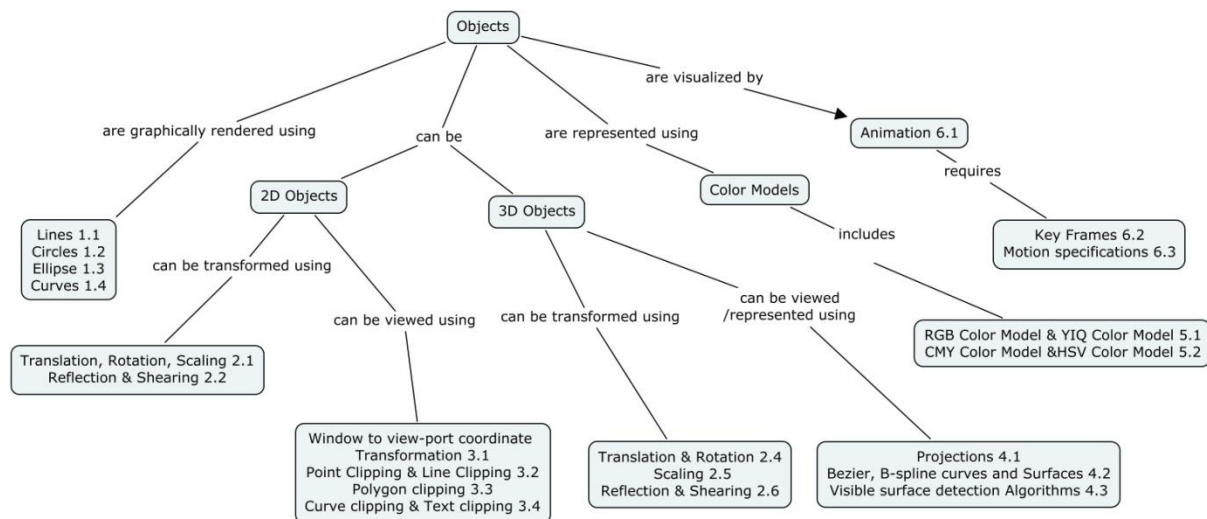 Objects
are visualized by
are graphically rendered using
can be
are represented using
Animation 6.1
requires
2D Objects
3D Objects
Color Models
Lines 1.1
Circles 1.2
Ellipse 1.3
Curves 1.4
can be transformed using
includes
Key Frames 6.2
Motion specifications 6.3
can be viewed using
can be transformed using
can be viewed
/represented using
RGB Color Model & YIQ Color Model 5.1
CMY Color Model &HSV Color Model 5.2
Translation, Rotation, Scaling 2.1
Reflection & Shearing 2.2
Window to view-port coordinate
Transformation 3.1
Point Clipping & Line Clipping 3.2
Polygon clipping 3.3
Curve clipping & Text clipping 3.4
Translation & Rotation 2.4
Scaling 2.5
Reflection & Shearing 2.6
Projections 4.1
Bezier, B-spline curves and Surfaces 4.2
Visible surface detection Algorithms 4.3